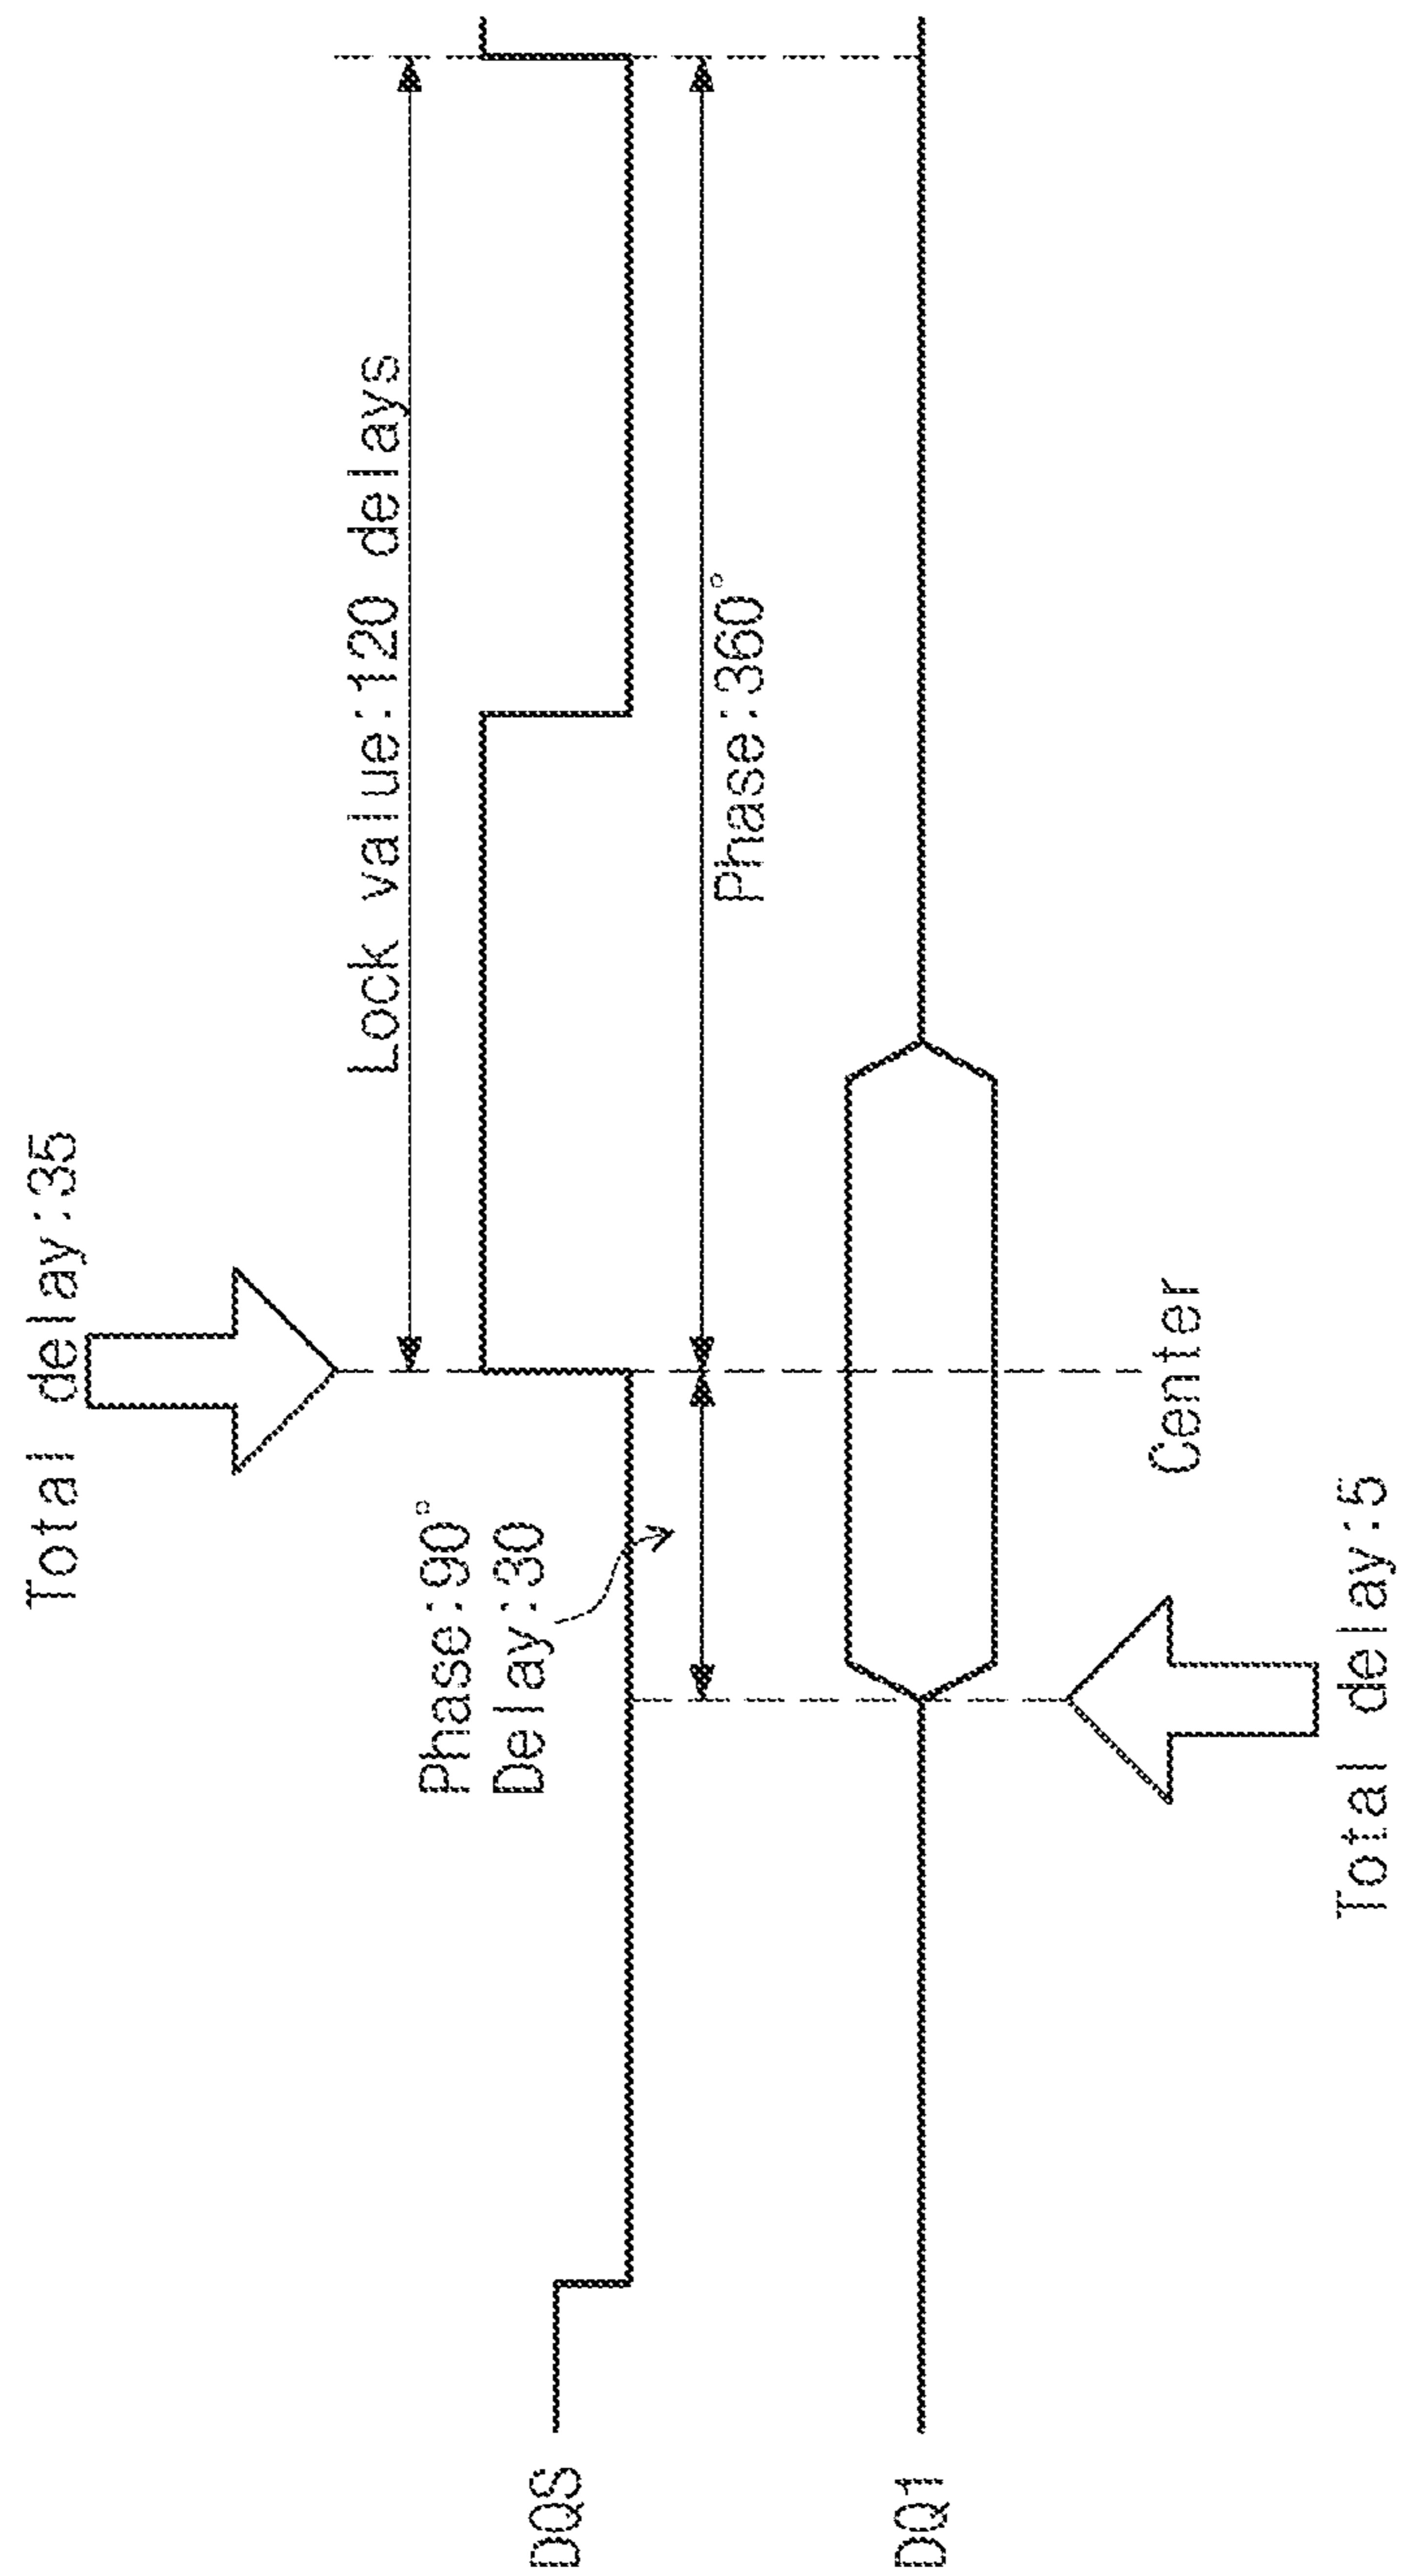 Total delay:35
Lock value:120 delays
Phase:90°
Delay:30
DQS
Phase:360°
DQ1
Center
Total delay:5